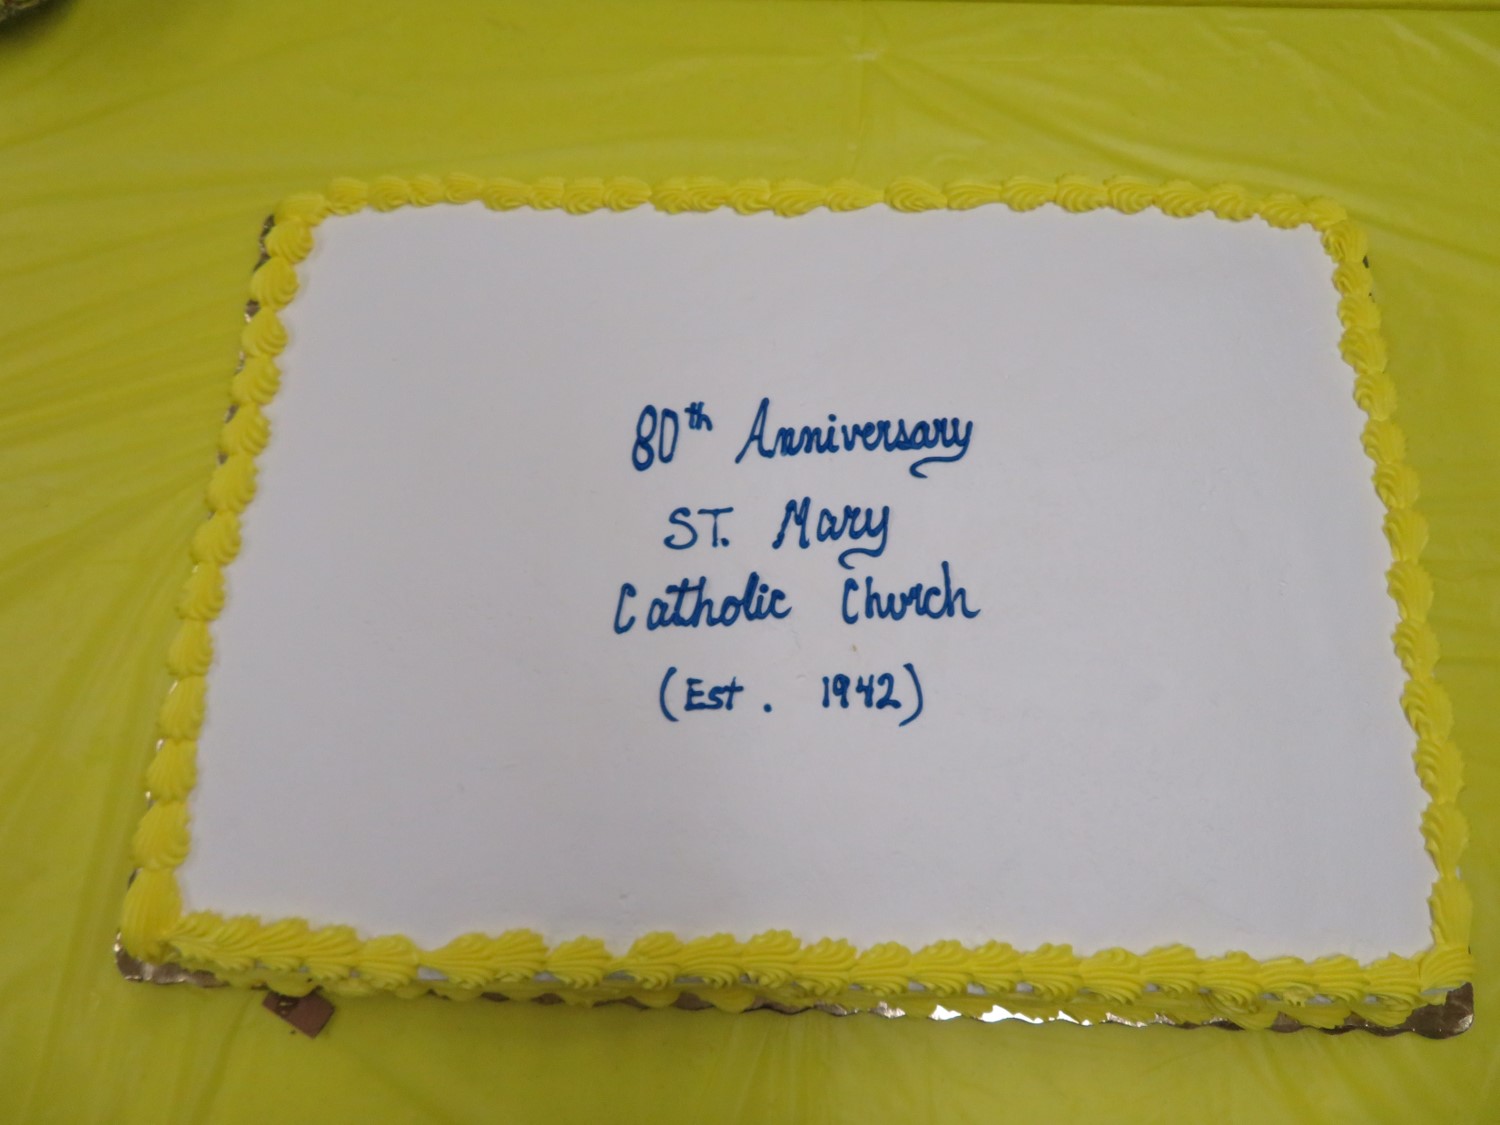 80th Anniversary
ST. Mary
Catholic Church
(Est. 1942)